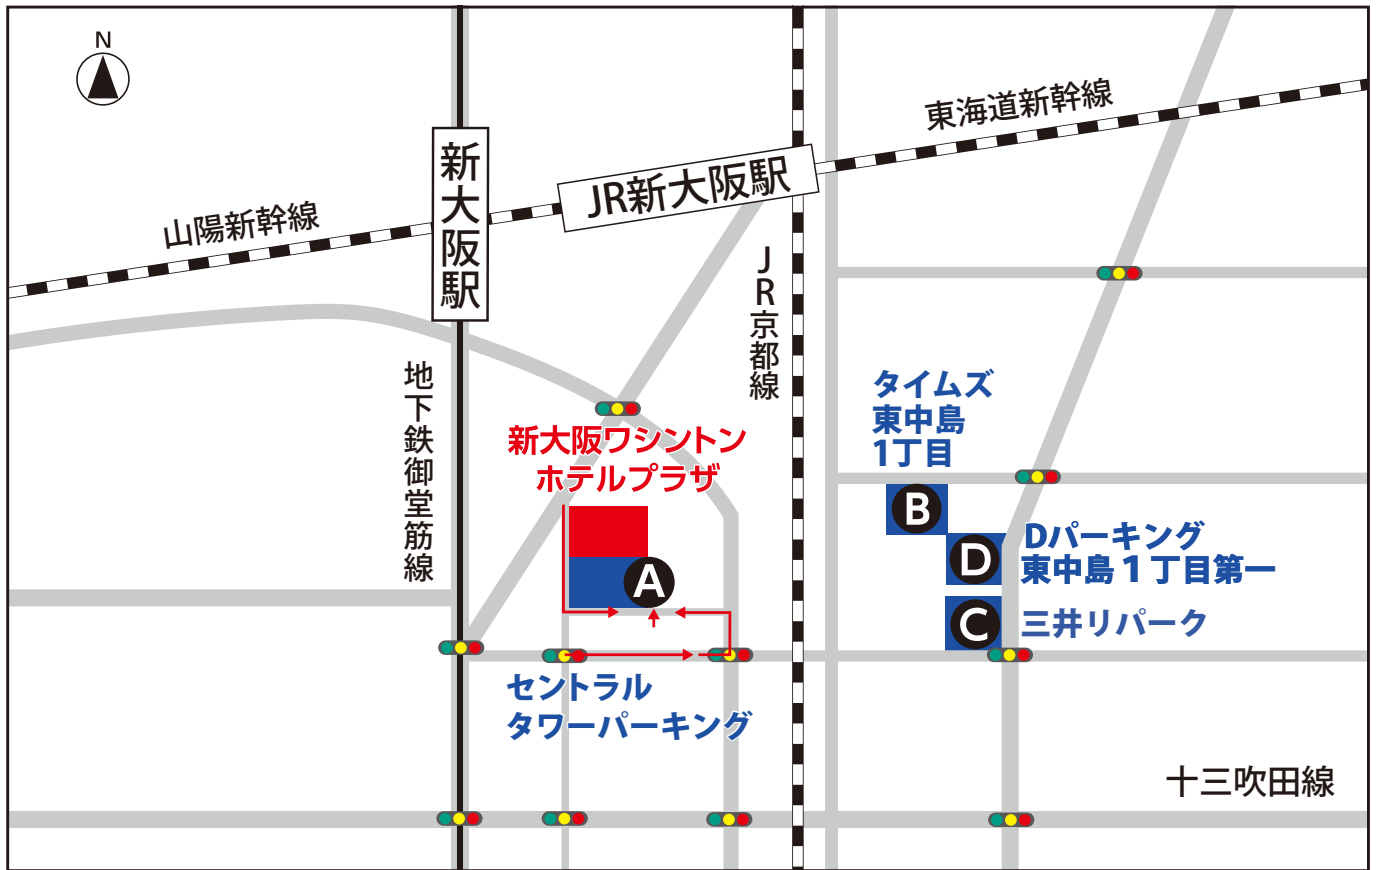 N
東海道新幹線
JR新大阪駅
新大阪駅
山陽新幹線
JR京都線
地下鉄御堂筋線
タイムズ
東中島
1丁目
新大阪ワシントン
ホテルプラザ
B
Dパーキング
東中島1丁目第一
D
A
C
三井リパーク
セントラル
タワーパーキング
十三吹田線